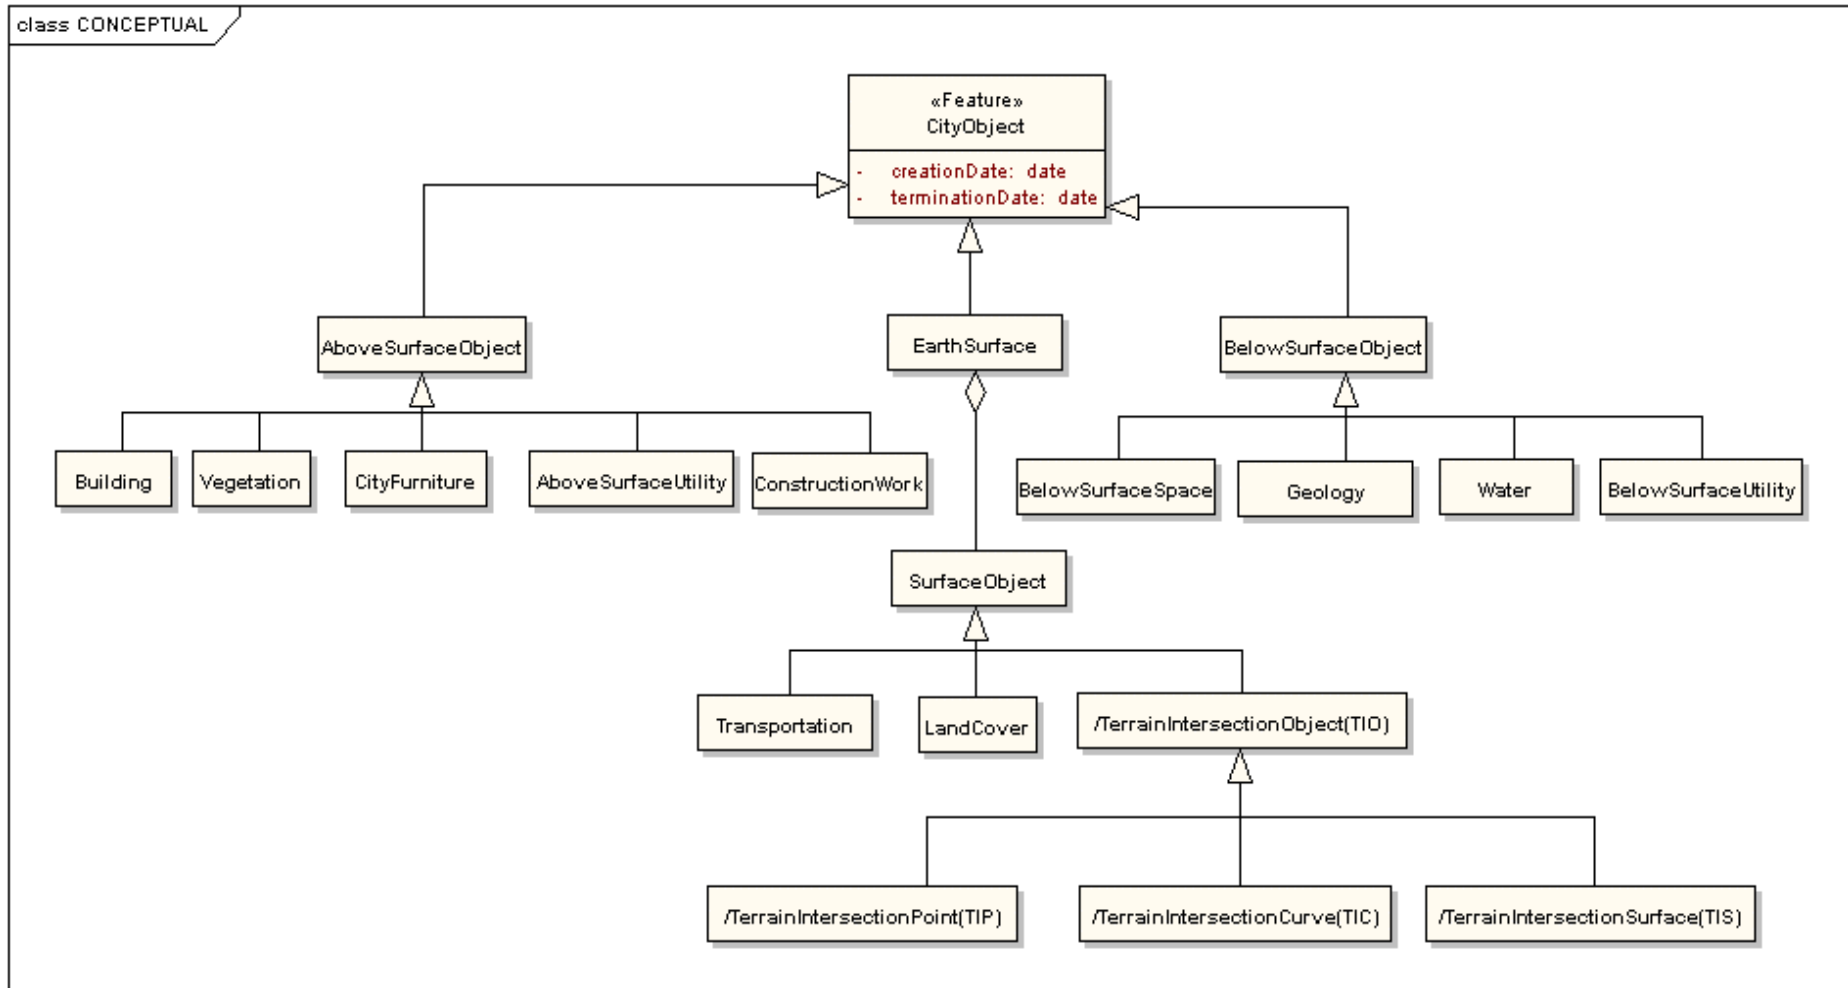 class CONCEPTUAL
«Feature»
CityObject
- creationDate: date
- terminationDate: date
AboveSurfaceObject
EarthSurface
BelowSurfaceObject
Building
Vegetation
CityFurniture
AboveSurfaceUtility
ConstructionWork
BelowSurfaceSpace
Geology
Water
BelowSurfaceUtility
SurfaceObject
Transportation
LandCover
/TerrainIntersectionObject(TIO)
/TerrainIntersectionPoint(TIP)
/TerrainIntersectionCurve(TIC)
/TerrainIntersectionSurface(TIS)